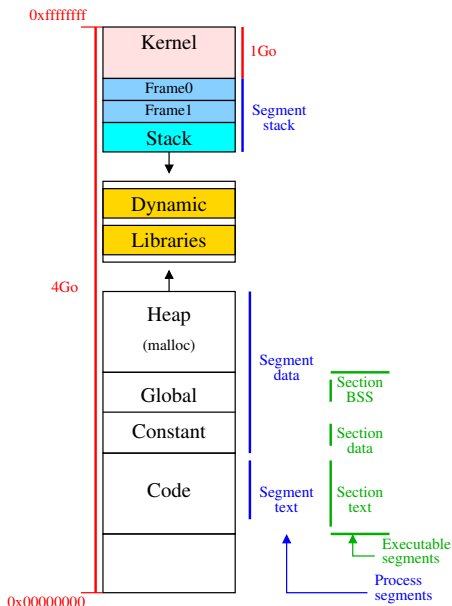 0xffffffff
Kernel
1Go
Frame0
Frame1
Segment
stack
Stack
Dynamic
Libraries
4Go
Heap
(malloc)
Segment
data
Global
Section
BSS
Constant
Section
data
Code
Segment
text
Section
text
Executable
segments
Process
segments
0x00000000